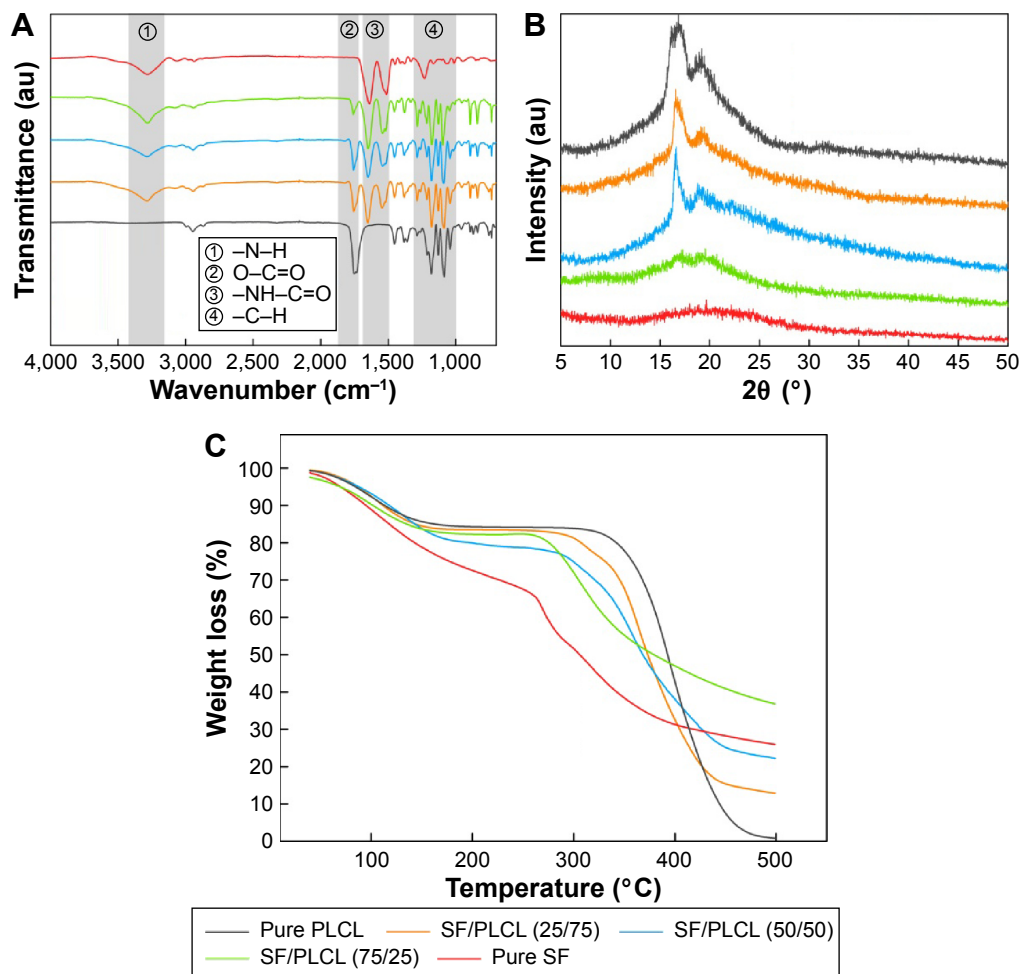 A
① ② ③ ④
Transmittance (au)
① –N–H
② O–C=O
③ –NH–C=O
④ –C–H
4,000 3,500 3,000 2,500 2,000 1,500 1,000
Wavenumber (cm⁻¹)
B
Intensity (au)
5 10 15 20 25 30 35 40 45 50
2θ (°)
C
Weight loss (%)
100
90
80
70
60
50
40
30
20
10
0
100 200 300 400 500
Temperature (°C)
Pure PLCL SF/PLCL (25/75) SF/PLCL (50/50)
SF/PLCL (75/25) Pure SF